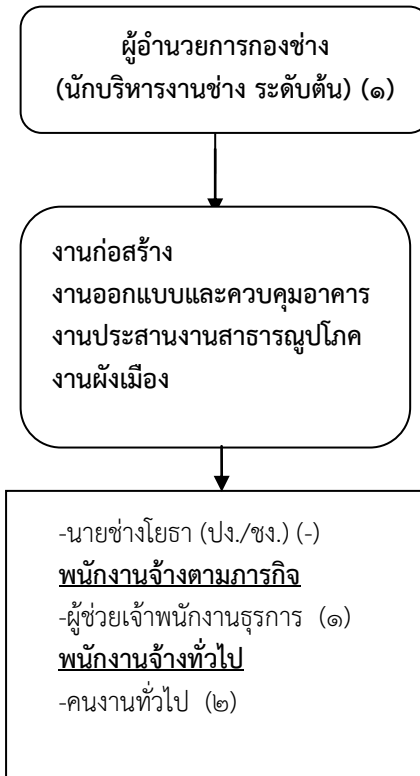 ผู้อำนวยการกองช่าง
(นักบริหารงานช่าง ระดับต้น) (๑)
งานก่อสร้าง
งานออกแบบและควบคุมอาคาร
งานประสานงานสาธารณูปโภค
งานผังเมือง
-นายช่างโยธา (ปง./ชง.) (-)
พนักงานจ้างตามภารกิจ
-ผู้ช่วยเจ้าพนักงานธุรการ (๑)
พนักงานจ้างทั่วไป
-คนงานทั่วไป (๒)